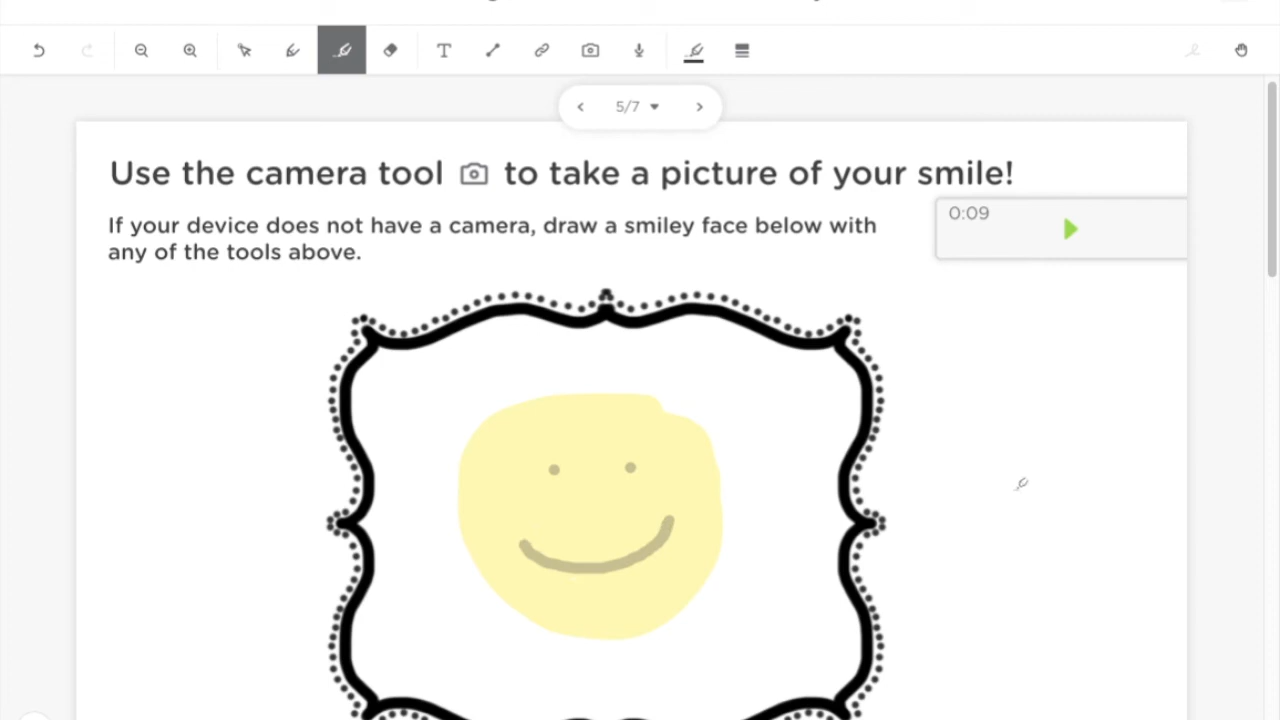 T
5/7
Use the camera tool to take a picture of your smile!
0:09
If your device does not have a camera, draw a smiley face below with
any of the tools above.